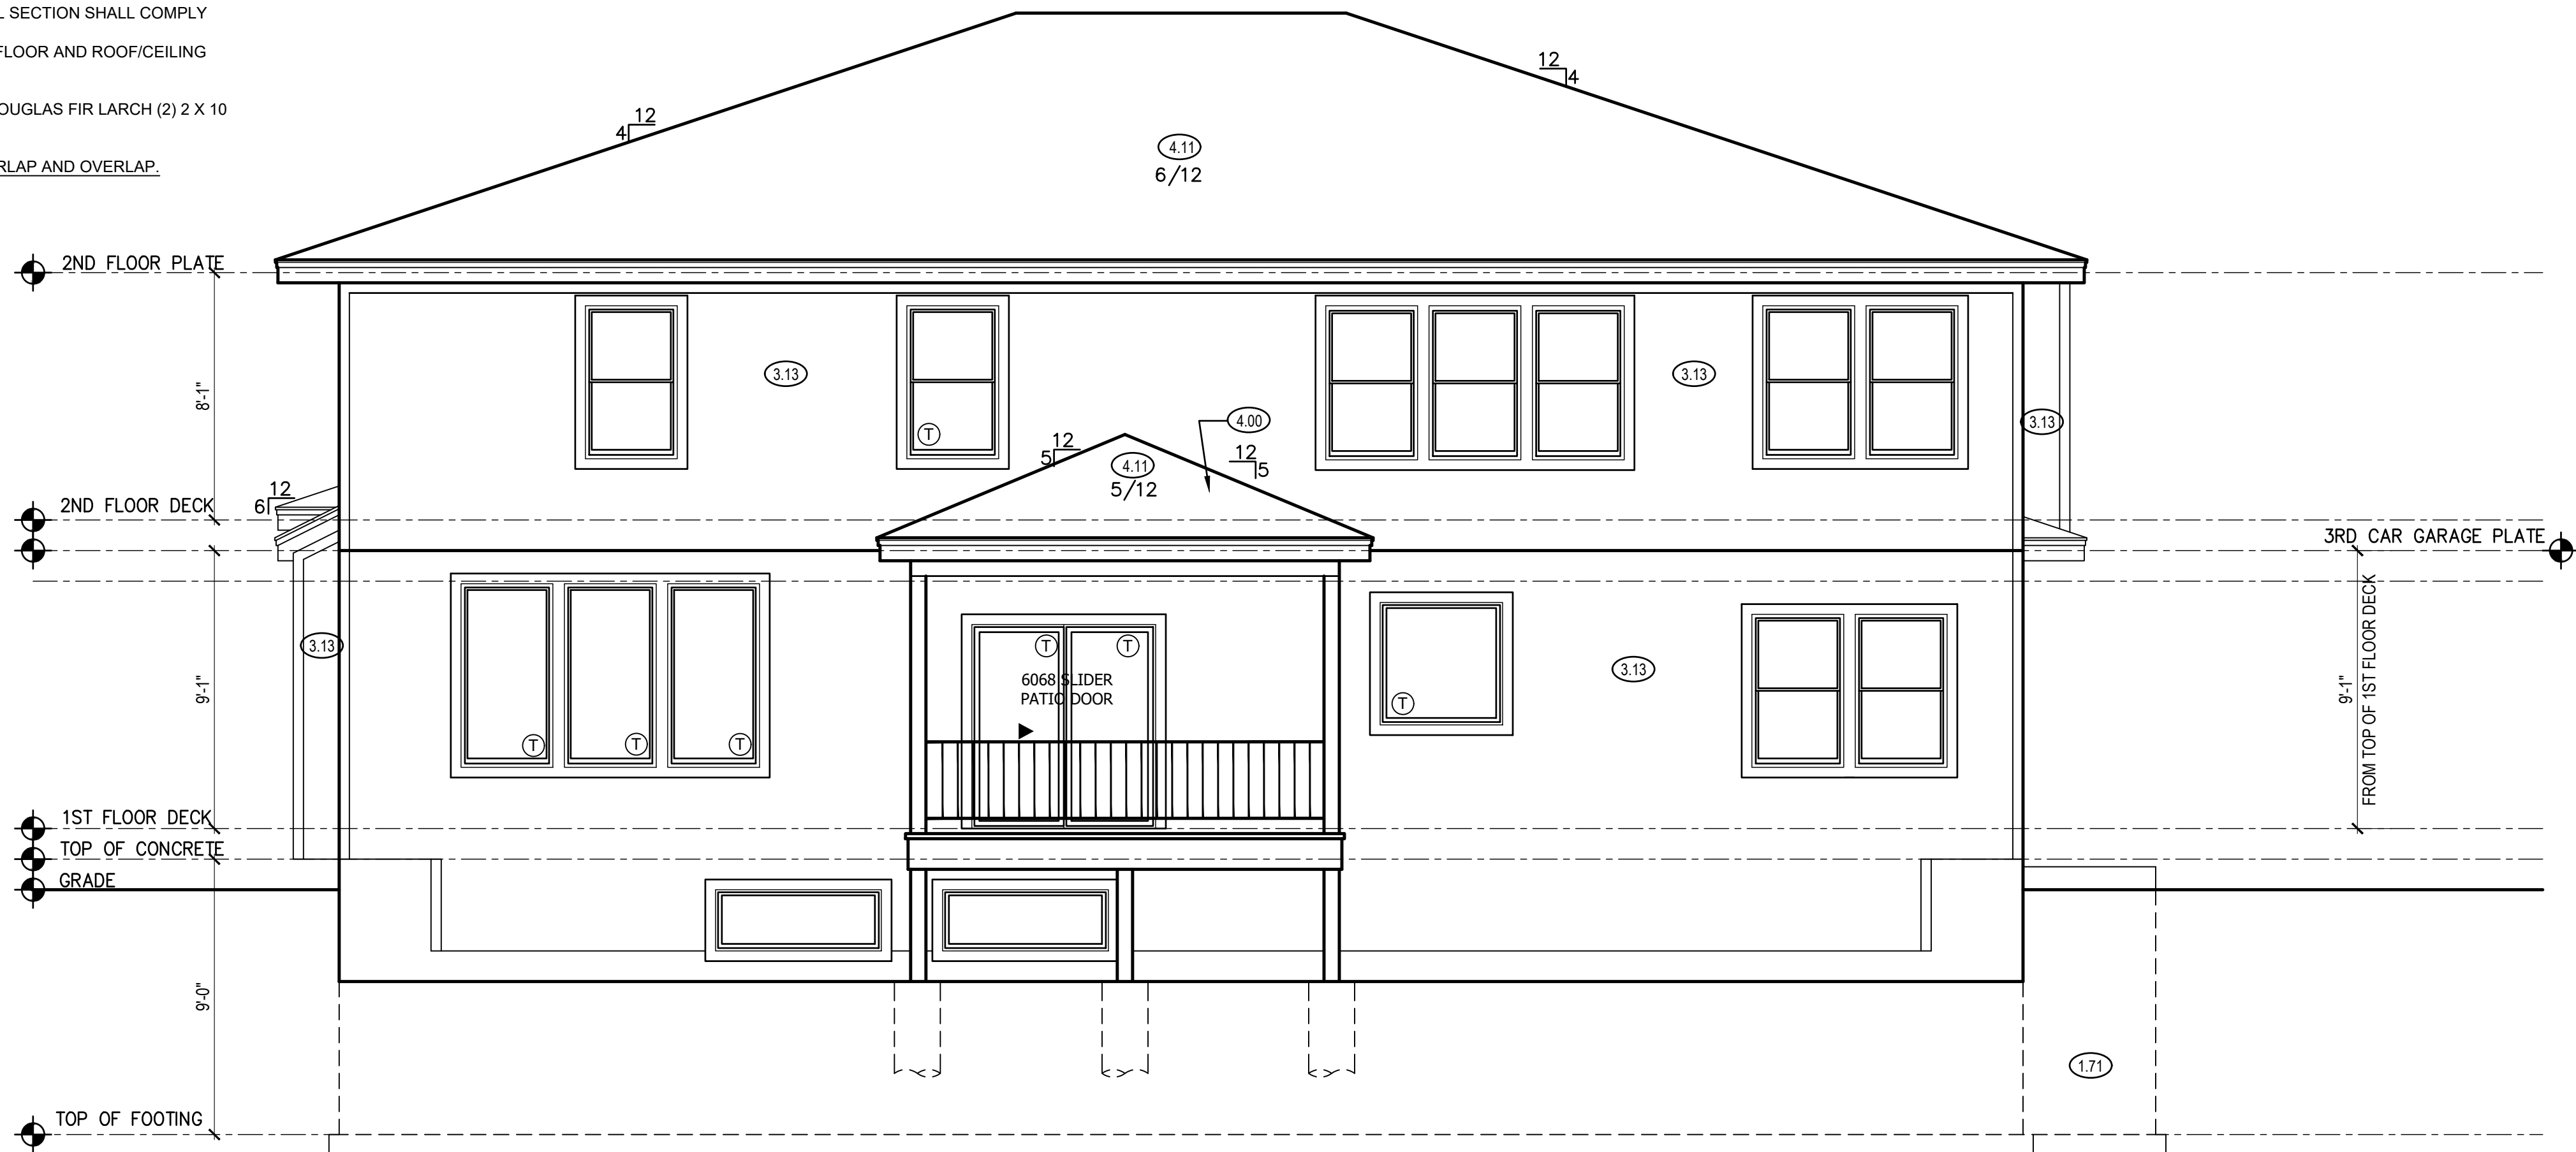 L SECTION SHALL COMPLY
FLOOR AND ROOF/CEILING
OUGLAS FIR LARCH (2) 2 X 10
RLAP AND OVERLAP.
12
4
12
4
4.11
6/12
2ND FLOOR PLATE
8'-1"
3.13
3.13
T
4.00
3.13
12
5
12
5
4.11
5/12
12
6
2ND FLOOR DECK
3RD CAR GARAGE PLATE
3.13
T
T
3.13
6068 SLIDER
PATIO DOOR
9'-1"
T
T
T
T
9'-1"
FROM TOP OF 1ST FLOOR DECK
1ST FLOOR DECK
TOP OF CONCRETE
GRADE
9'-0"
1.71
TOP OF FOOTING